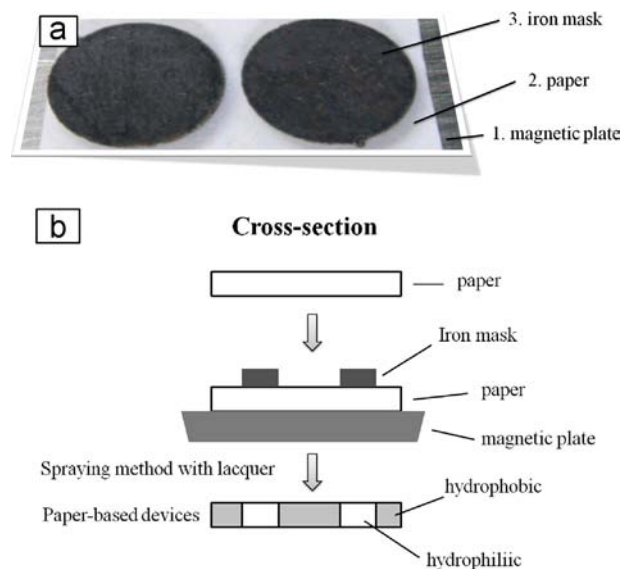 a
3. iron mask
2. paper
1. magnetic plate
b
Cross-section
paper
Iron mask
paper
magnetic plate
Spraying method with lacquer
hydrophobic
Paper-based devices
hydrophiliic